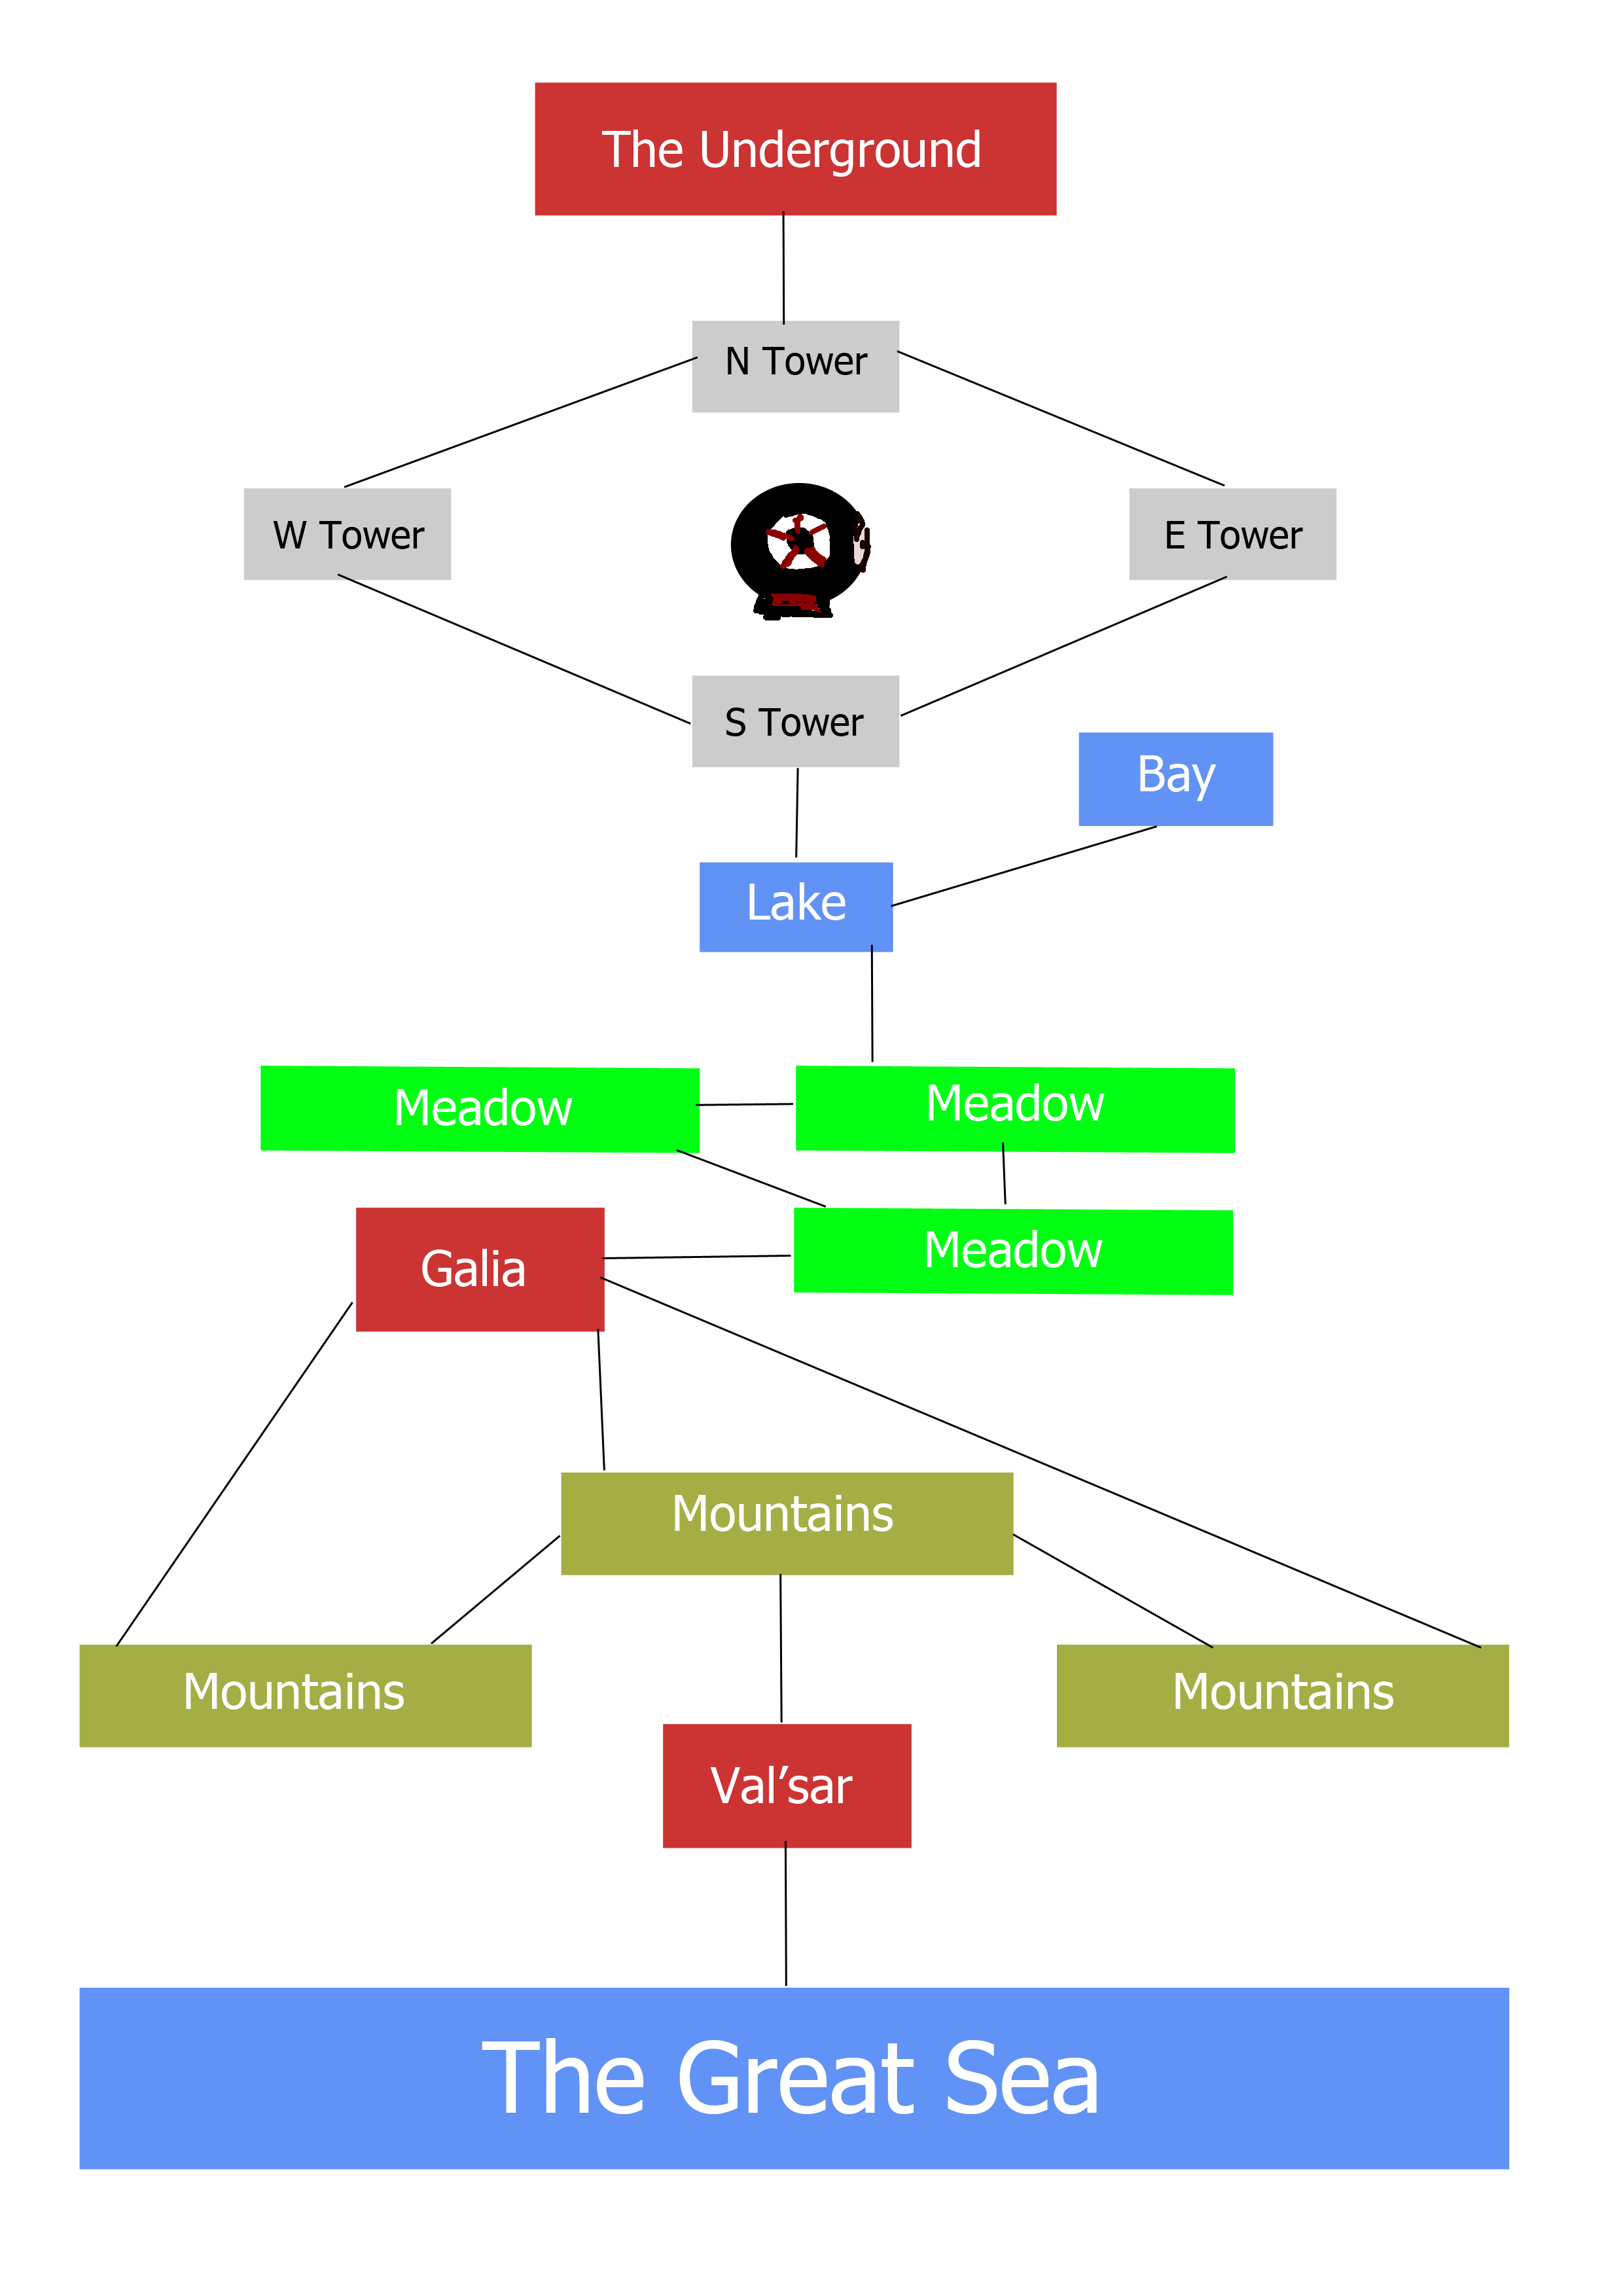 The Underground
N Tower
W Tower
E Tower
S Tower
Bay
Lake
Meadow
Meadow
Galia
Meadow
Mountains
Mountains
Mountains
Val’sar
The Great Sea